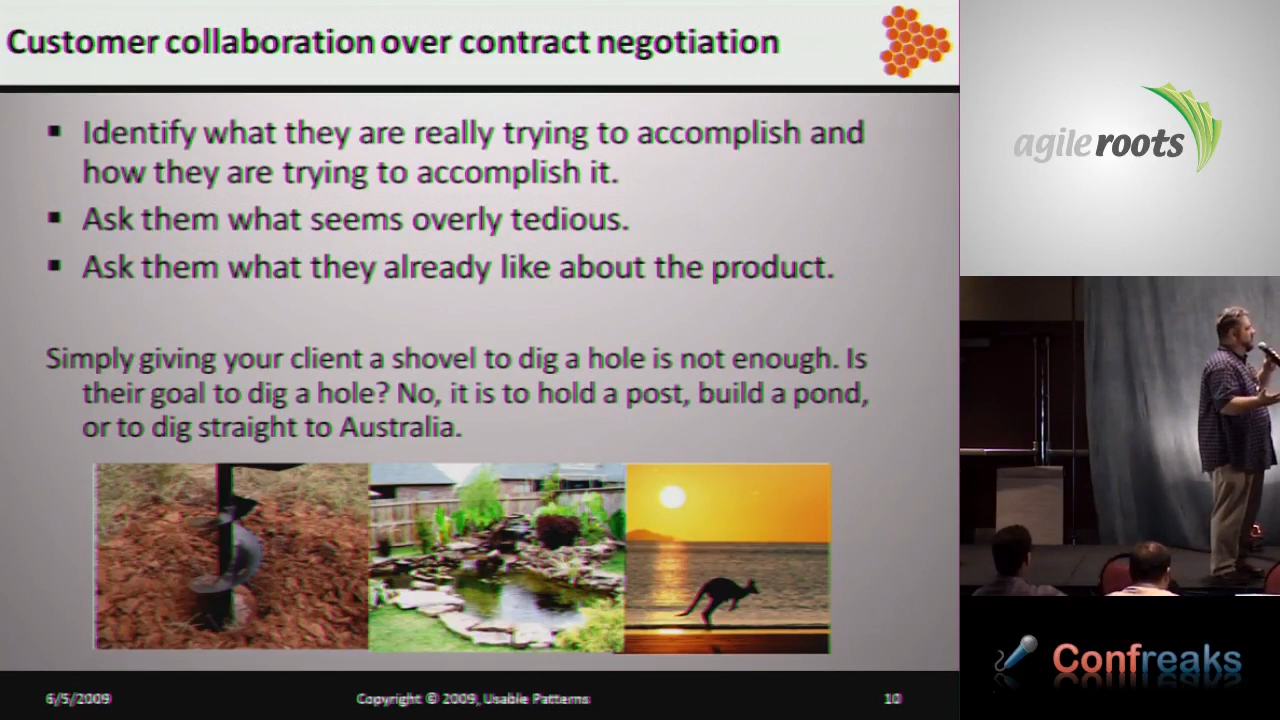 Customer collaboration over contract negotiation
▪ Identify what they are really trying to accomplish and
how they are trying to accomplish it.
▪ Ask them what seems overly tedious.
▪ Ask them what they already like about the product.
Simply giving your client a shovel to dig a hole is not enough. Is
their goal to dig a hole? No, it is to hold a post, build a pond,
or to dig straight to Australia.
6/5/2009
Copyright © 2009, Usable Patterns
10
agile roots
Confreaks